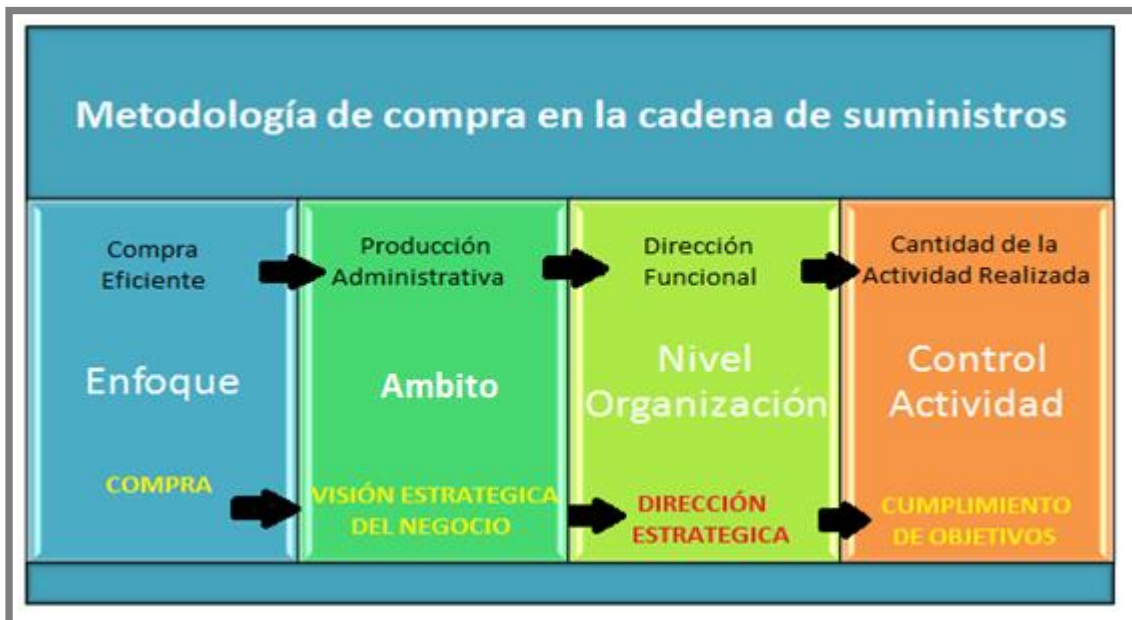 Metodología de compra en la cadena de suministros
Compra
Eficiente
Producción
Administrativa
Dirección
Funcional
Cantidad de la
Actividad Realizada
Enfoque
Ambito
Nivel
Organización
Control
Actividad
COMPRA
VISIÓN ESTRATEGICA
DEL NEGOCIO
DIRECCIÓN
ESTRATEGICA
CUMPLIMIENTO
DE OBJETIVOS